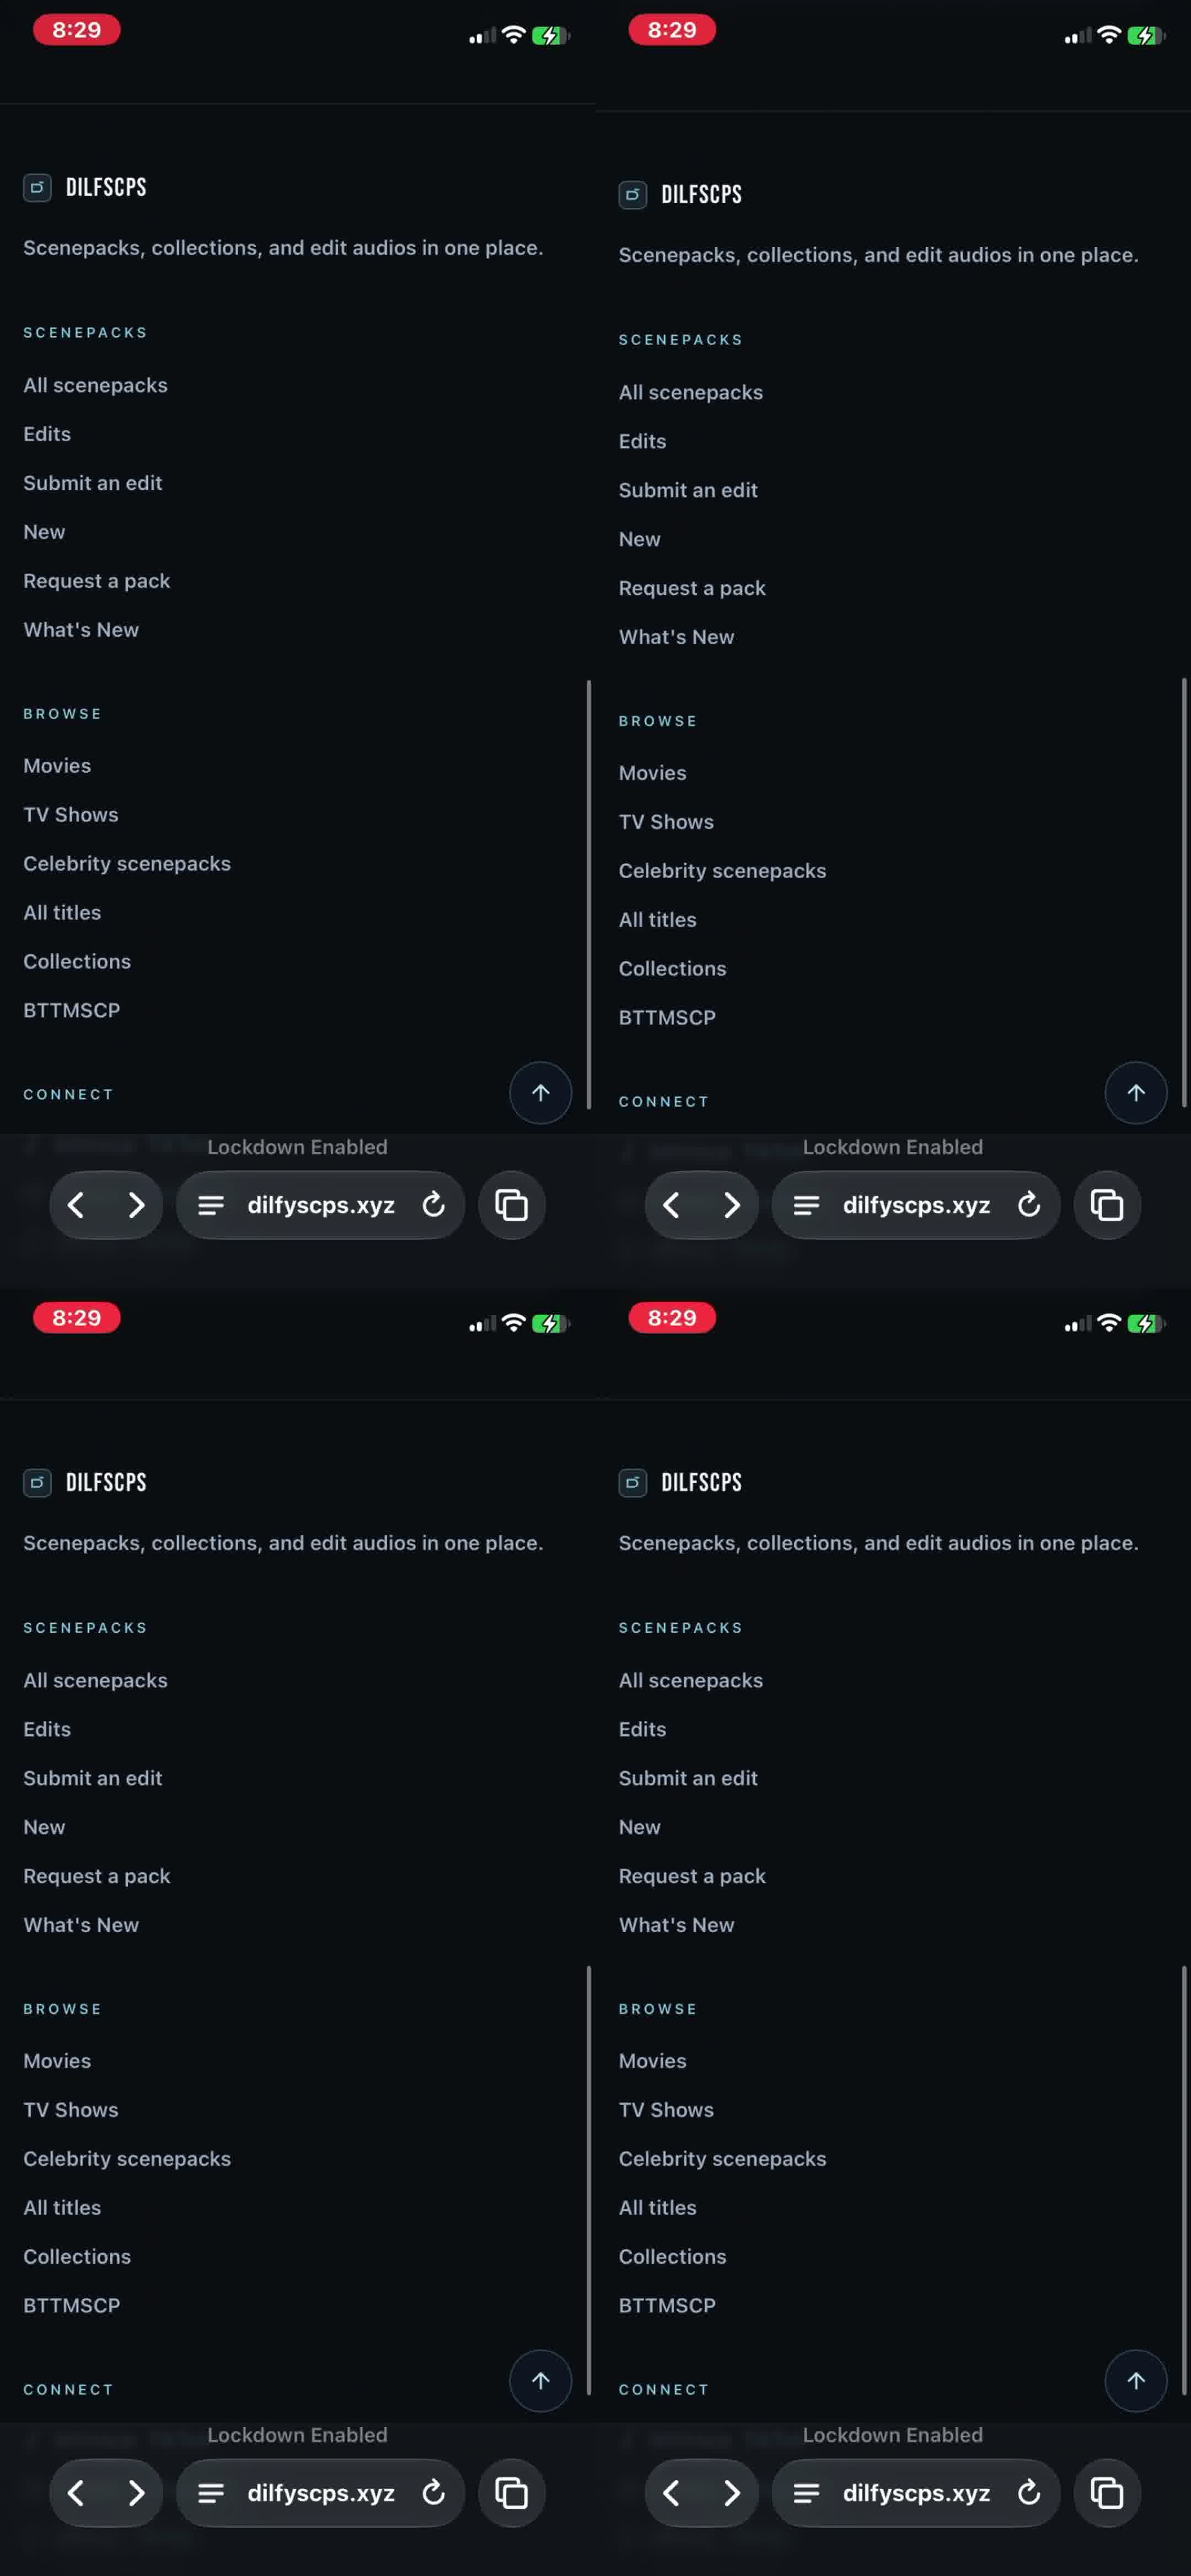 8:29
DILFSCPS
Scenepacks, collections, and edit audios in one place.
SCENEPACKS
All scenepacks
Edits
Submit an edit
New
Request a pack
What's New
BROWSE
Movies
TV Shows
Celebrity scenepacks
All titles
Collections
BTTMSCP
CONNECT
Lockdown Enabled
dilfyscps.xyz
8:29
DILFSCPS
Scenepacks, collections, and edit audios in one place.
SCENEPACKS
All scenepacks
Edits
Submit an edit
New
Request a pack
What's New
BROWSE
Movies
TV Shows
Celebrity scenepacks
All titles
Collections
BTTMSCP
CONNECT
Lockdown Enabled
dilfyscps.xyz
8:29
DILFSCPS
Scenepacks, collections, and edit audios in one place.
SCENEPACKS
All scenepacks
Edits
Submit an edit
New
Request a pack
What's New
BROWSE
Movies
TV Shows
Celebrity scenepacks
All titles
Collections
BTTMSCP
CONNECT
Lockdown Enabled
dilfyscps.xyz
8:29
DILFSCPS
Scenepacks, collections, and edit audios in one place.
SCENEPACKS
All scenepacks
Edits
Submit an edit
New
Request a pack
What's New
BROWSE
Movies
TV Shows
Celebrity scenepacks
All titles
Collections
BTTMSCP
CONNECT
Lockdown Enabled
dilfyscps.xyz